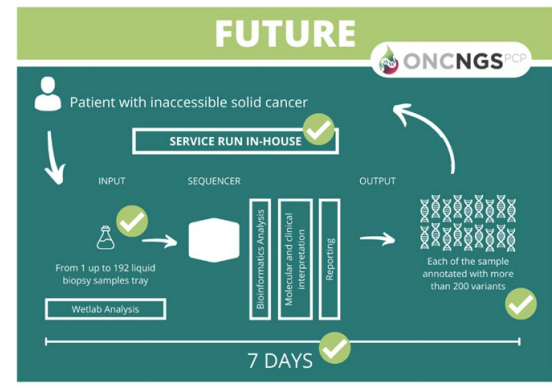 FUTURE
ONCNGS PCP
Patient with inaccessible solid cancer
SERVICE RUN IN-HOUSE
INPUT
SEQUENCER
OUTPUT
Bioinformatics Analysis
Molecular and clinical
interpretation
Reporting
From 1 up to 192 liquid
biopsy samples tray
Each of the sample
annotated with more
than 200 variants
Wetlab Analysis
7 DAYS